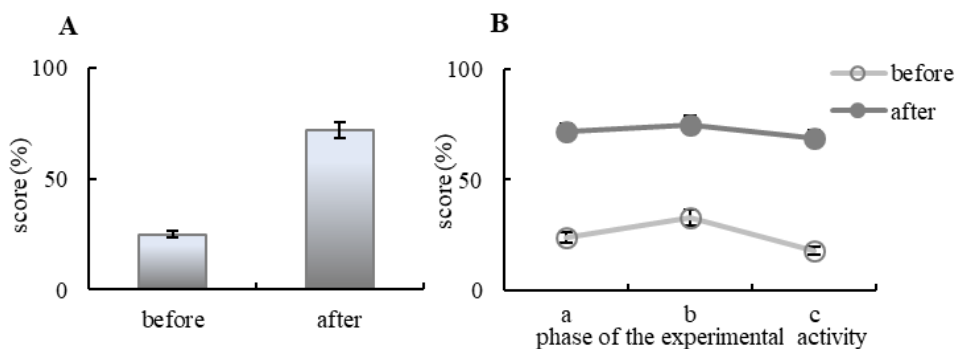 A
score (%)
100
50
0
before
after
B
score (%)
100
50
0
a
b
c
phase of the experimental activity
before
after